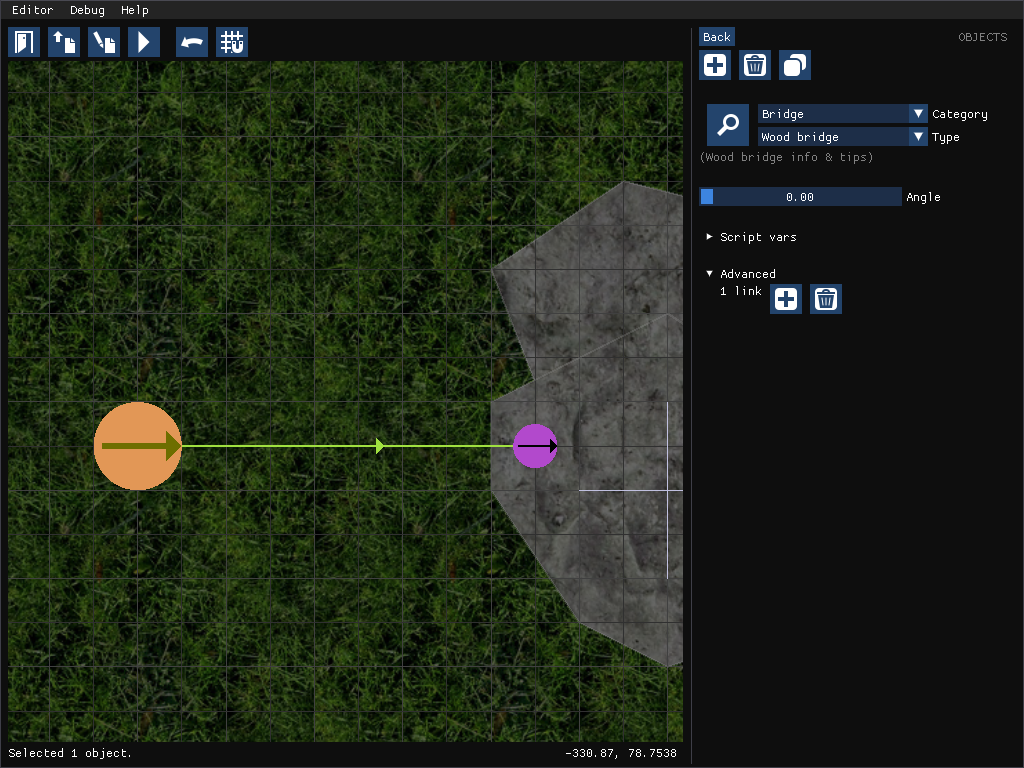 Editor Debug Help
Back OBJECTS
Bridge Category
Wood bridge Type
(Wood bridge info & tips)
0.00 Angle
Script vars
Advanced
1 link
Selected 1 object. -330.87, 78.7538